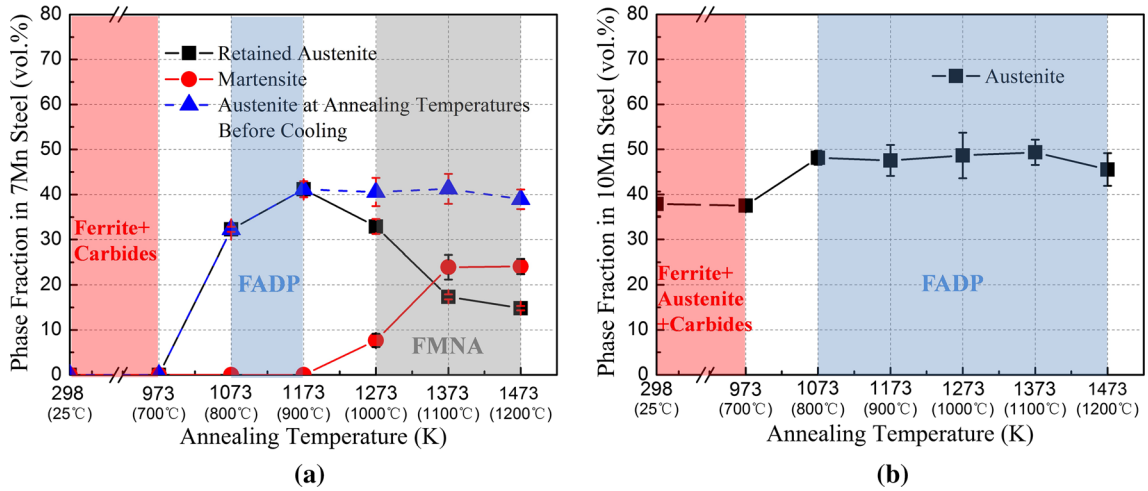 Phase Fraction in 7Mn Steel (vol.%)
80
70
60
50
40
30
20
10
0
Retained Austenite
Martensite
Austenite at Annealing Temperatures
Before Cooling
Ferrite+
Carbides
FADP
FMNA
298
973
1073
1173
1273
1373
1473
(25℃)
(700℃)
(800℃)
(900℃)
(1000℃)
(1100℃)
(1200℃)
Annealing Temperature (K)
(a)
Phase Fraction in 10Mn Steel (vol.%)
80
70
60
50
40
30
20
10
0
Austenite
Ferrite+
Austenite
+Carbides
FADP
298
973
1073
1173
1273
1373
1473
(25℃)
(700℃)
(800℃)
(900℃)
(1000℃)
(1100℃)
(1200℃)
Annealing Temperature (K)
(b)